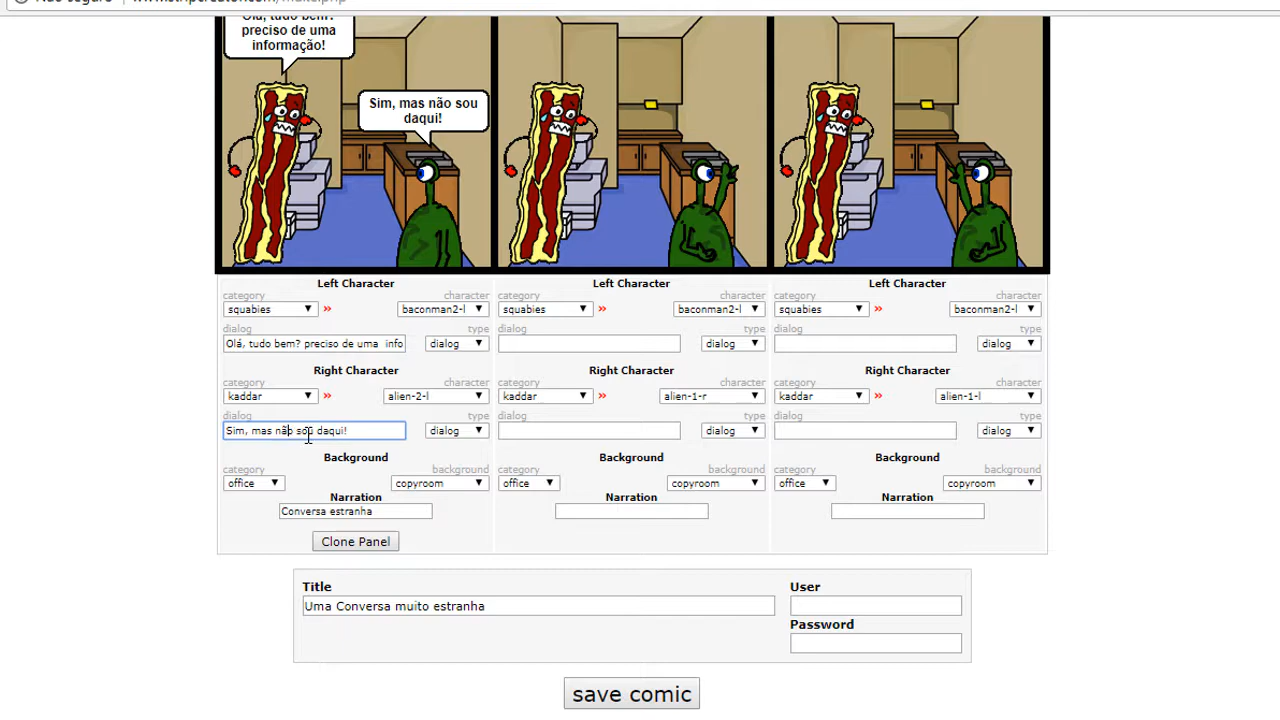 Não seguro
Olá, tudo bem?
preciso de uma
informação!
Sim, mas não sou
daqui!
Left Character Left Character Left Character
category character category character category character
squabies » baconman2-l squabies » baconman2-l squabies » baconman2-l
dialog type dialog type dialog type
Olá, tudo bem? preciso de uma info dialog dialog dialog
Right Character Right Character Right Character
category character category character category character
kaddar » alien-2-l kaddar » alien-1-r kaddar » alien-1-l
dialog type dialog type dialog type
Sim, mas não sou daqui! dialog dialog dialog
Background Background Background
category background category background category background
office copyroom office copyroom office copyroom
Narration Narration Narration
Conversa estranha
Clone Panel
Title User
Uma Conversa muito estranha
Password
save comic